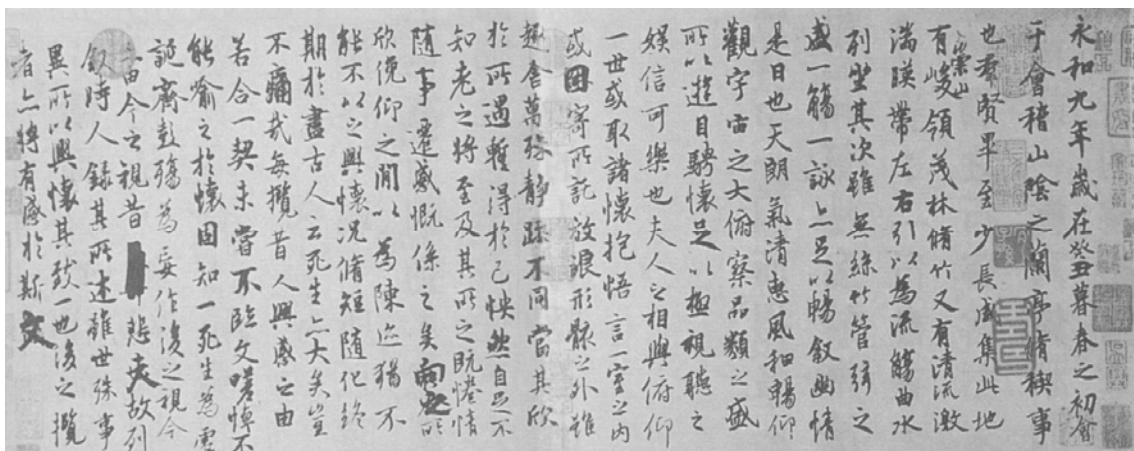 永和九年歲在癸丑暮春之初會
于會稽山陰之蘭亭脩稧事
也羣賢畢至少長咸集此地
有崇山峻領茂林脩竹又有清流激
湍暎帶左右引以為流觴曲水
列坐其次雖無絲竹管弦之
盛一觴一詠亦足以暢敘幽情
是日也天朗氣清惠風和暢仰
觀宇宙之大俯察品類之盛
所以遊目騁懷足以極視聽之
娛信可樂也夫人之相與俯仰
一世或取諸懷抱悟言一室之內
或因寄所託放浪形骸之外雖
趣舍萬殊靜躁不同當其欣
於所遇暫得於己怏然自足不
知老之將至及其所之既惓情
隨事遷感慨係之矣向之所
欣俛仰之閒以為陳迹猶不
能不以之興懷況脩短隨化終
期於盡古人云死生亦大矣豈
不痛哉每攬昔人興感之由
若合一契未嘗不臨文嗟悼不
能喻之於懷固知一死生為虛
誕齊彭殤為妄作後之視今
亦由今之視昔悲夫故列
敘時人錄其所述雖世殊事
異所以興懷其致一也後之攬
者亦將有感於斯文